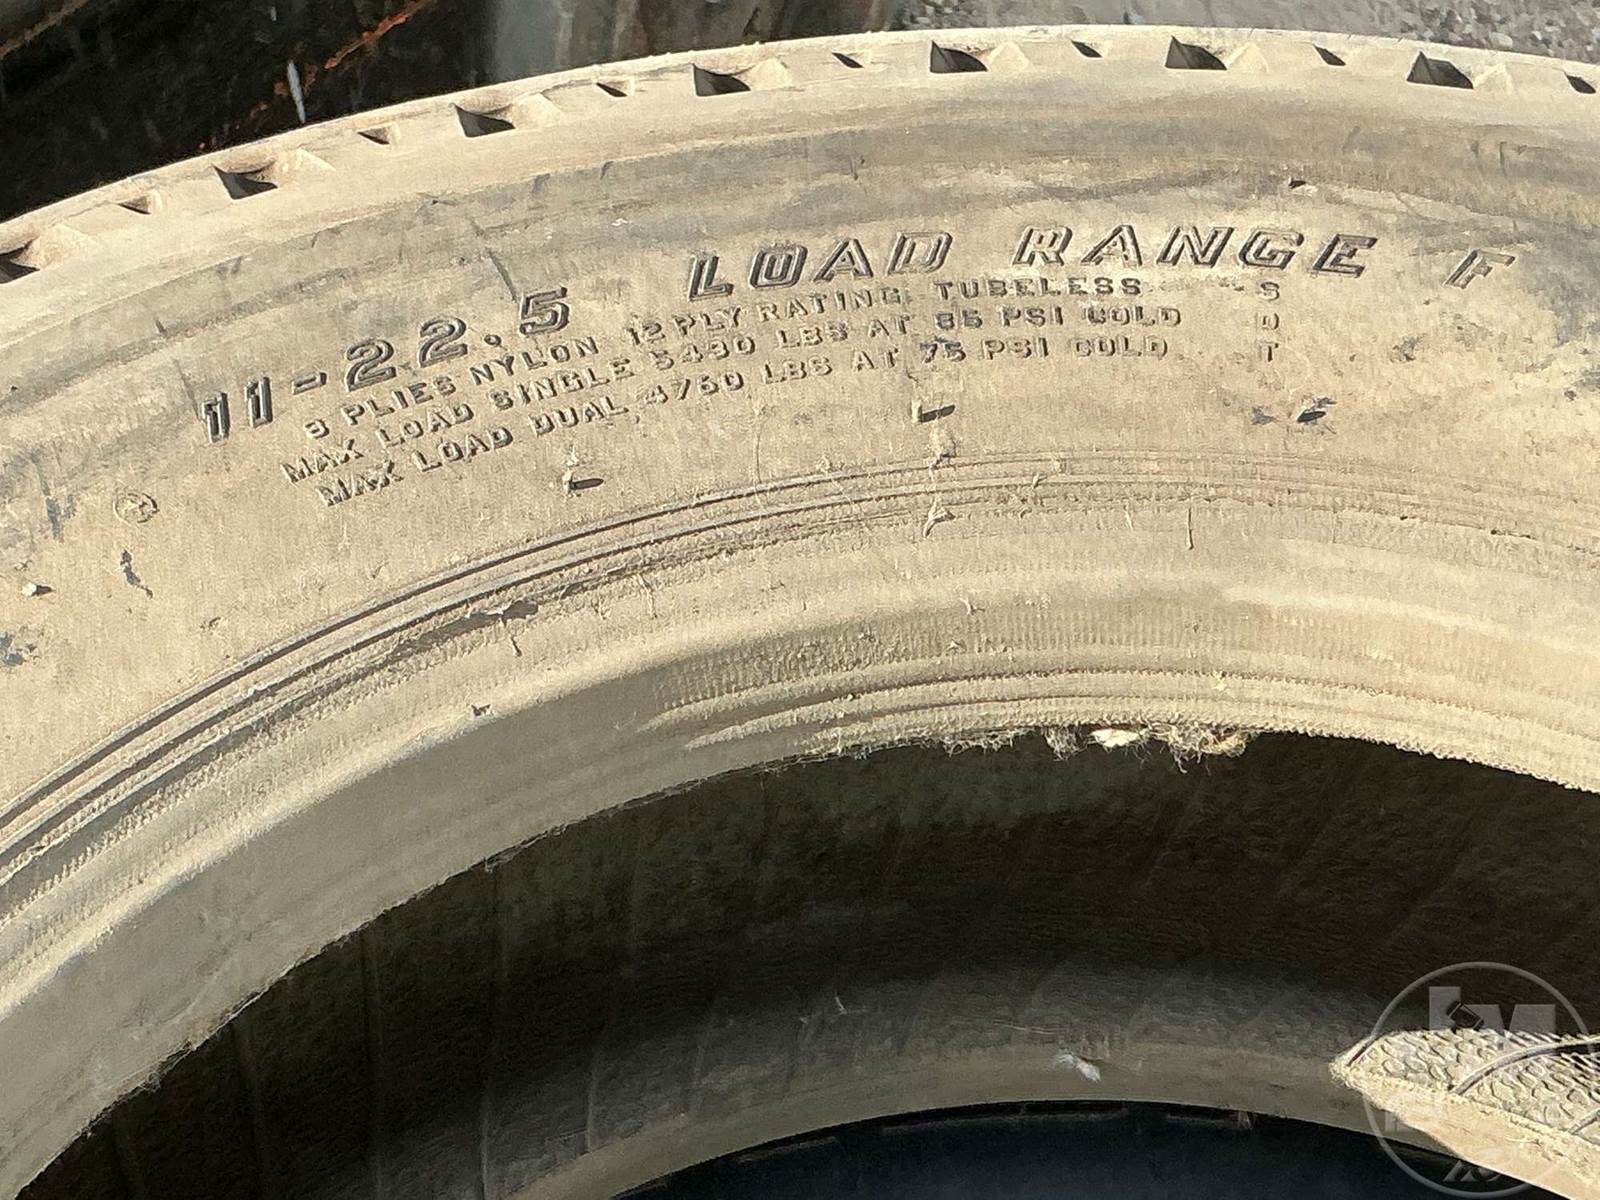 11-22.5 LOAD RANGE F
8 PLIES NYLON 12 PLY RATING TUBELESS
MAX LOAD SINGLE 5430 LBS AT 85 PSI COLD
MAX LOAD DUAL 4760 LBS AT 75 PSI COLD